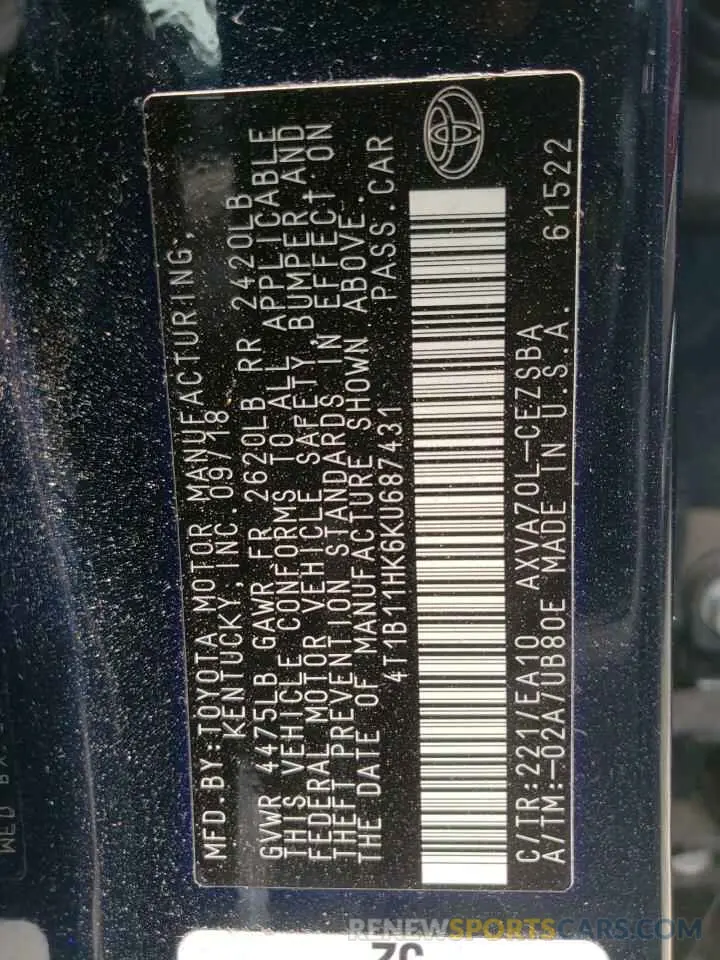 MFD.BY:TOYOTA MOTOR MANUFACTURING,
KENTUCKY, INC.09/18
GVWR 4475LB GAWR FR 2620LB RR 2420LB
THIS VEHICLE CONFORMS TO ALL APPLICABLE
FEDERAL MOTOR VEHICLE SAFETY,BUMPER AND
THEFT PREVENTION STANDARDS IN EFFECT ON
THE DATE OF MANUFACTURE SHOWN ABOVE.
4T1B11HK6KU687431 PASS.CAR
C/TR:221/EA10 AXVA70L-CEZSBA
A/TM:-02A/UB80E MADE IN U.S.A. 61522
RENEWSPORTSCARS.COM